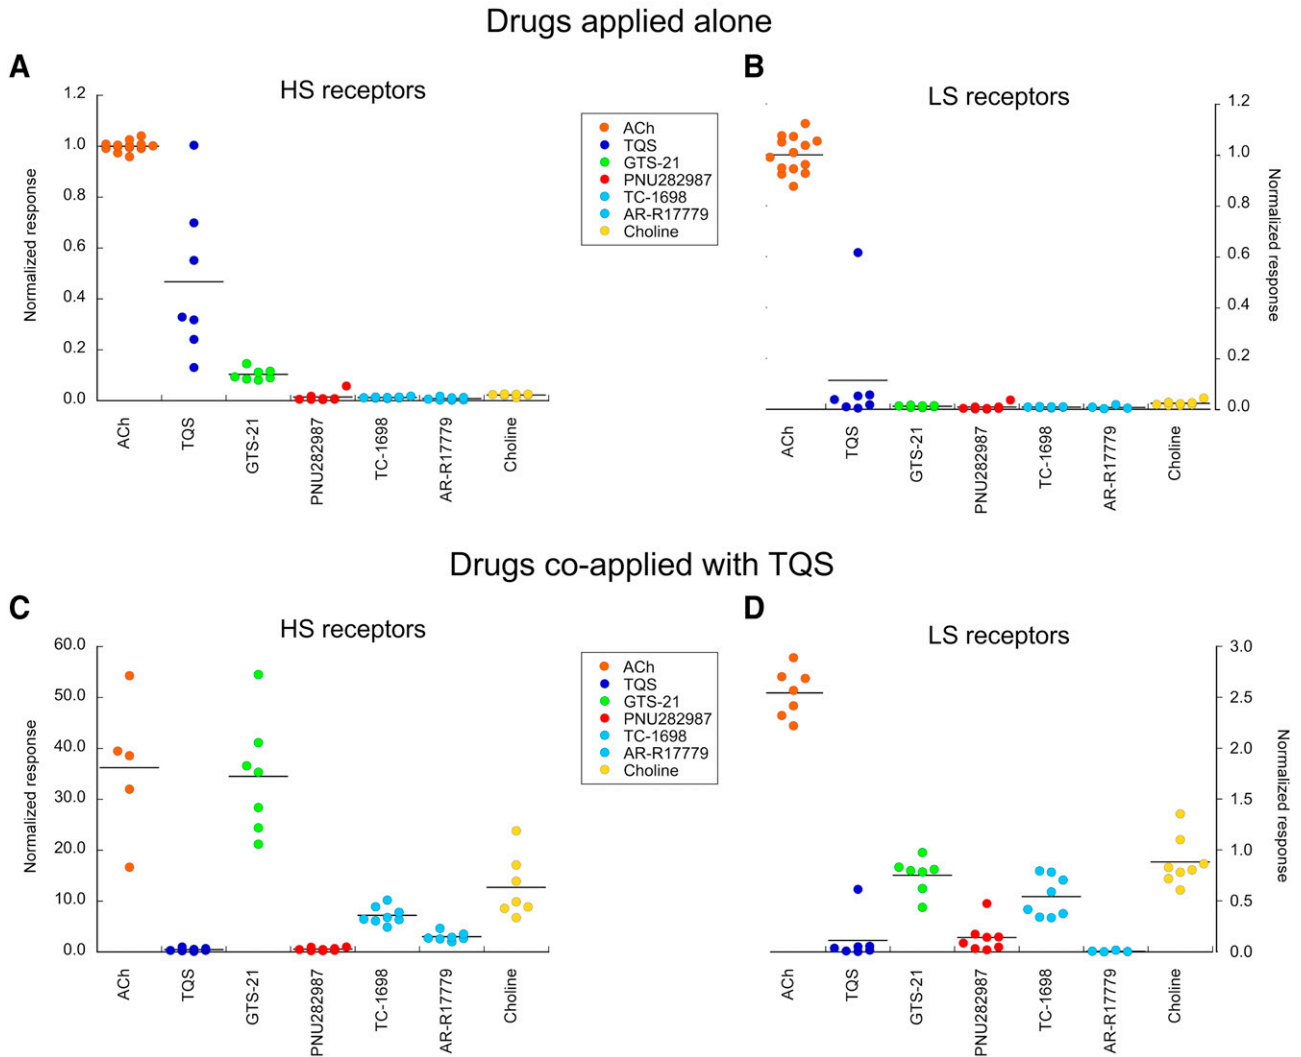 Drugs applied alone
A
HS receptors
Normalized response
1.2
1.0
0.8
0.6
0.4
0.2
0.0
ACh
TQS
GTS-21
PNU282987
TC-1698
AR-R17779
Choline
ACh
TQS
GTS-21
PNU282987
TC-1698
AR-R17779
Choline
B
LS receptors
1.2
1.0
0.8
0.6
0.4
0.2
0.0
Normalized response
ACh
TQS
GTS-21
PNU282987
TC-1698
AR-R17779
Choline
Drugs co-applied with TQS
C
HS receptors
Normalized response
60.0
50.0
40.0
30.0
20.0
10.0
0.0
ACh
TQS
GTS-21
PNU282987
TC-1698
AR-R17779
Choline
ACh
TQS
GTS-21
PNU282987
TC-1698
AR-R17779
Choline
D
LS receptors
3.0
2.5
2.0
1.5
1.0
0.5
0.0
Normalized response
ACh
TQS
GTS-21
PNU282987
TC-1698
AR-R17779
Choline